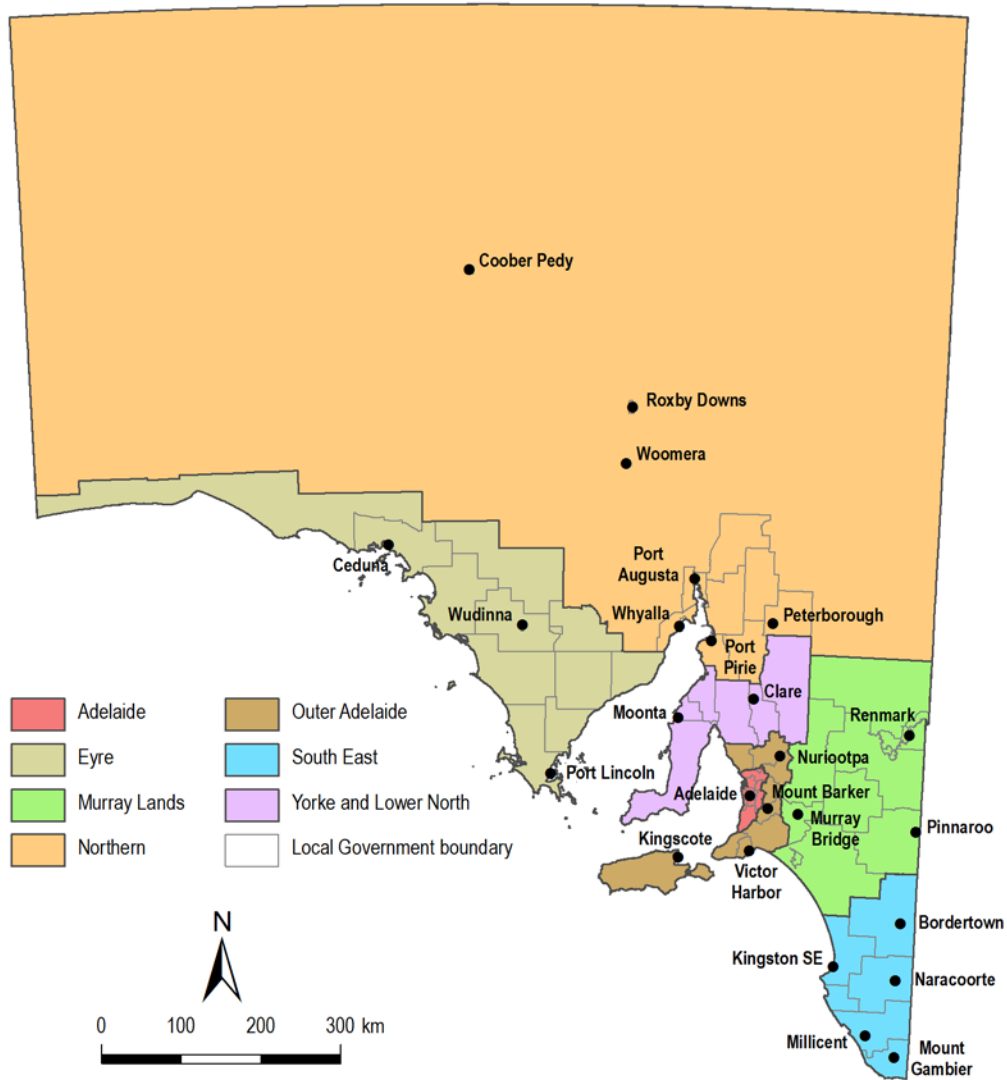 Coober Pedy
Roxby Downs
Woomera
Port
Augusta
Ceduna
Wudinna
Whyalla
Peterborough
Port
Pirie
Clare
Moonta
Renmark
Nuriootpa
Port Lincoln
Adelaide
Mount Barker
Murray
Bridge
Pinnaroo
Kingscote
Victor
Harbor
Bordertown
Kingston SE
Naracoorte
Millicent
Mount
Gambier
Adelaide
Outer Adelaide
Eyre
South East
Murray Lands
Yorke and Lower North
Northern
Local Government boundary
N
0 100 200 300 km